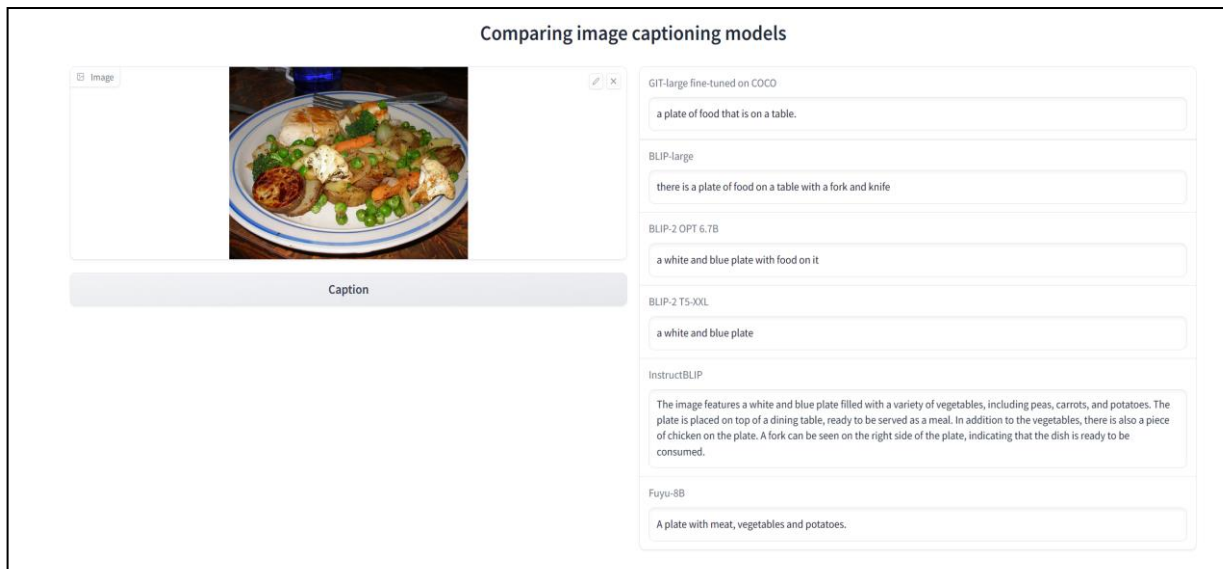 Comparing image captioning models
Image
Caption
GIT-large fine-tuned on COCO
a plate of food that is on a table.
BLIP-large
there is a plate of food on a table with a fork and knife
BLIP-2 OPT 6.7B
a white and blue plate with food on it
BLIP-2 T5-XXL
a white and blue plate
InstructBLIP
The image features a white and blue plate filled with a variety of vegetables, including peas, carrots, and potatoes. The
plate is placed on top of a dining table, ready to be served as a meal. In addition to the vegetables, there is also a piece
of chicken on the plate. A fork can be seen on the right side of the plate, indicating that the dish is ready to be
consumed.
Fuyu-8B
A plate with meat, vegetables and potatoes.